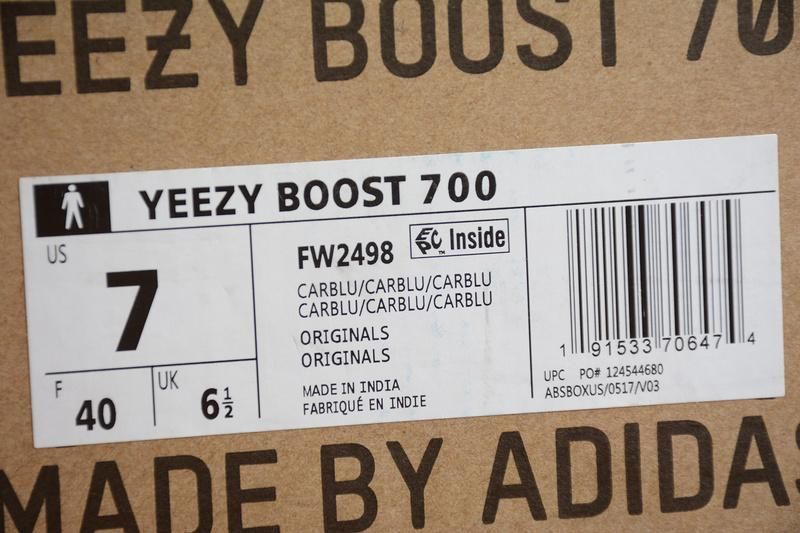 EEZY BOOST 700
YEEZY BOOST 700
US
7
F
40
UK
6½
FW2498
EPC™ Inside
CARBLU/CARBLU/CARBLU
CARBLU/CARBLU/CARBLU
ORIGINALS
ORIGINALS
MADE IN INDIA
FABRIQUÉ EN INDIE
1 91533 70647 4
UPC PO# 124544680
ABSBOXUS/0517/V03
MADE BY ADIDAS